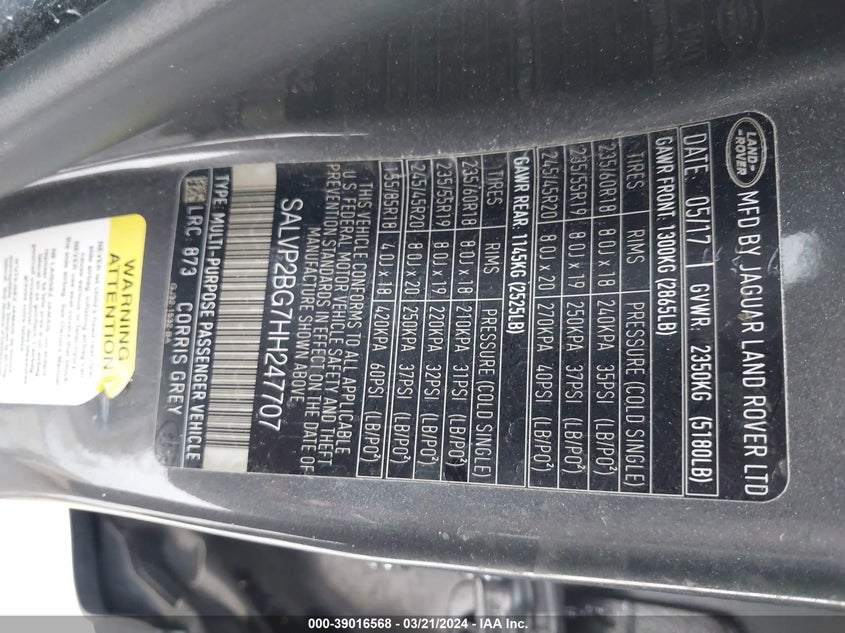 LAND-
-ROVER
MFD BY JAGUAR LAND ROVER LTD
DATE: 05/17 GVWR: 2350KG (5180LB)
GAWR FRONT: 1300KG (2865LB)
TIRES RIMS PRESSURE (COLD SINGLE)
235/60R18 8.0J x 18 240KPA 35PSI (LB/PO²)
235/55R19 8.0J x 19 250KPA 37PSI (LB/PO²)
245/45R20 8.0J x 20 270KPA 40PSI (LB/PO²)
GAWR REAR: 1145KG (2525LB)
TIRES RIMS PRESSURE (COLD SINGLE)
235/60R18 8.0J x 18 210KPA 31PSI (LB/PO²)
235/55R19 8.0J x 19 220KPA 32PSI (LB/PO²)
245/45R20 8.0J x 20 250KPA 37PSI (LB/PO²)
4.0J x 18 420KPA 60PSI (LB/PO²)
THIS VEHICLE CONFORMS TO ALL APPLICABLE
U.S. FEDERAL MOTOR VEHICLE SAFETY AND THEFT
PREVENTION STANDARDS IN EFFECT ON THE DATE OF
MANUFACTURE SHOWN ABOVE.
SALVP2BG7HH247707
TYPE: MULTI-PURPOSE PASSENGER VEHICLE
LRC 873 CORRIS GREY
WARNING
ATTENTION
000-39016568 - 03/21/2024 - IAA, Inc.